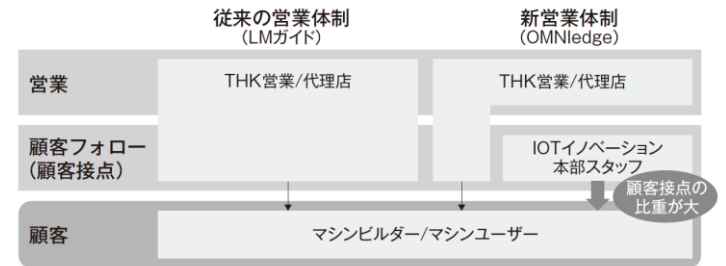 従来の営業体制
(LMガイド)
新営業体制
(OMNIedge)
営業
THK営業/代理店
THK営業/代理店
顧客フォロー
(顧客接点)
IOTイノベーション
本部スタッフ
顧客接点の
比重が大
顧客
マシンビルダー/マシンユーザー